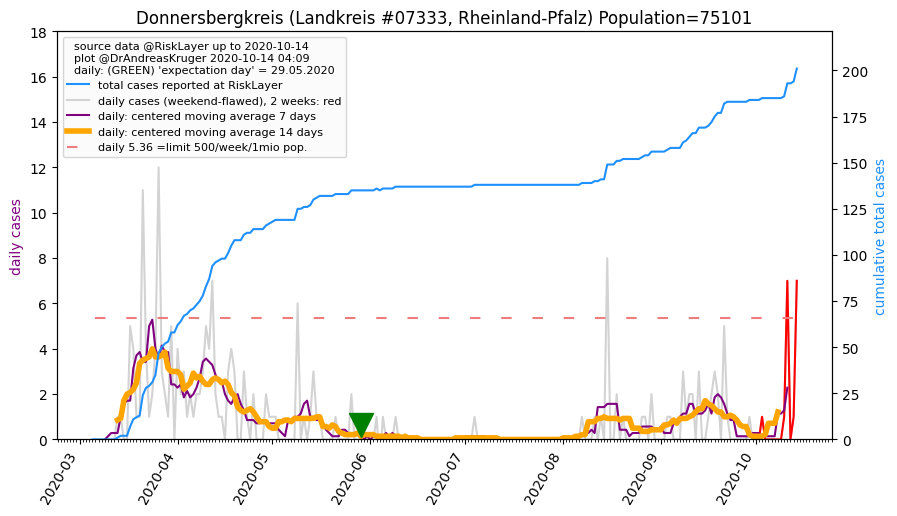 Donnersbergkreis (Landkreis #07333, Rheinland-Pfalz) Population=75101
source data @RiskLayer up to 2020-10-14
plot @DrAndreasKruger 2020-10-14 04:09
daily: (GREEN) 'expectation day' = 29.05.2020
total cases reported at RiskLayer
daily cases (weekend-flawed), 2 weeks: red
daily: centered moving average 7 days
daily: centered moving average 14 days
daily 5.36 =limit 500/week/1mio pop.
daily cases
18
16
14
12
10
8
6
4
2
0
cumulative total cases
200
175
150
125
100
75
50
25
0
2020-03
2020-04
2020-05
2020-06
2020-07
2020-08
2020-09
2020-10